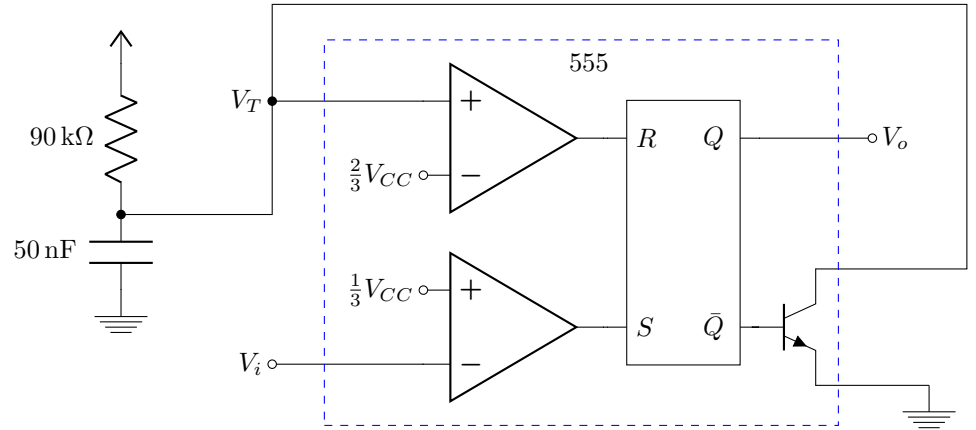 555
V_T
90 kΩ
R
Q
V_o
2/3 V_CC
50 nF
1/3 V_CC
S
Q̄
V_i